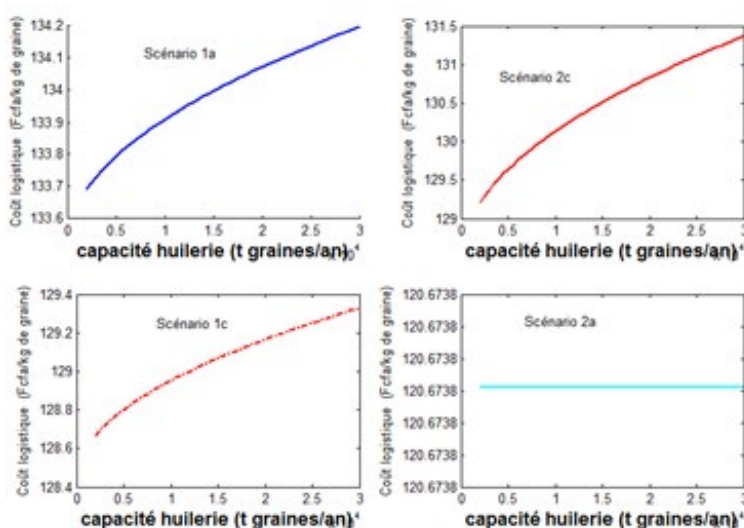 134.2
134
133.9
133.8
133.7
133.6
Coût logistique (Fcfa/kg de graine)
Scénario 1a
0 0.5 1 1.5 2 2.5 3
capacité huilerie (t graines/an)
131.5
131
130.5
130
129.5
129
Coût logistique (Fcfa/kg de graine)
Scénario 2c
0 0.5 1 1.5 2 2.5 3
capacité huilerie (t graines/an)
129.4
129.2
129
128.8
128.6
128.4
Coût logistique (Fcfa/kg de graine)
Scénario 1c
0 0.5 1 1.5 2 2.5 3
capacité huilerie (t graines/an)
120.6738
120.6738
120.6738
120.6738
120.6738
120.6738
120.6738
Coût logistique (Fcfa/kg de graine)
Scénario 2a
0 0.5 1 1.5 2 2.5 3
capacité huilerie (t graines/an)